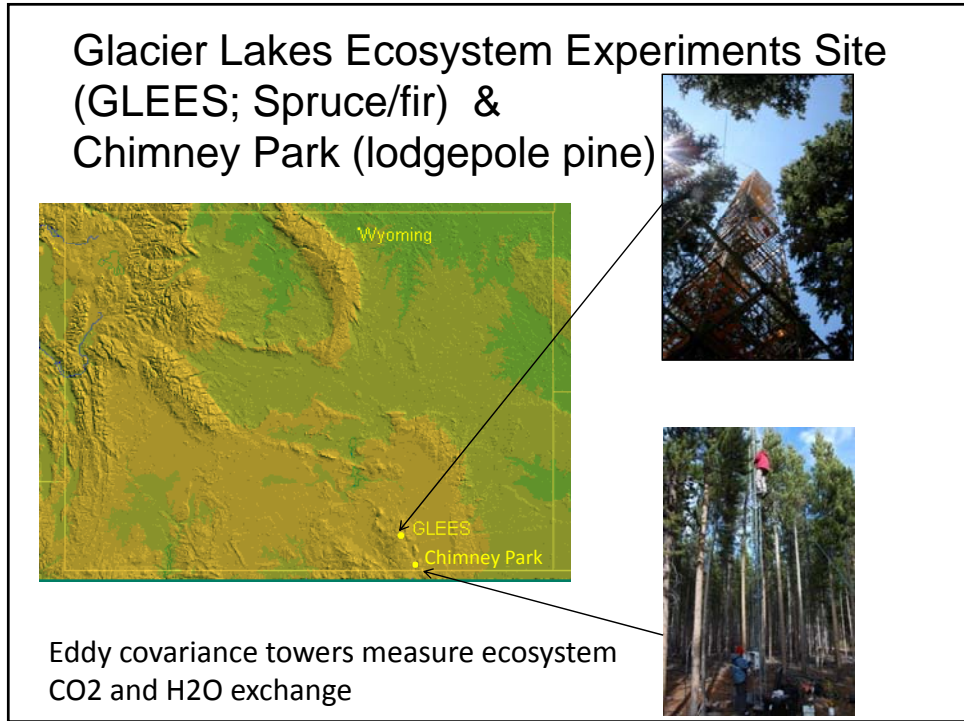 Glacier Lakes Ecosystem Experiments Site
(GLEES; Spruce/fir) &
Chimney Park (lodgepole pine)
Wyoming
GLEES
Chimney Park
Eddy covariance towers measure ecosystem
CO2 and H2O exchange